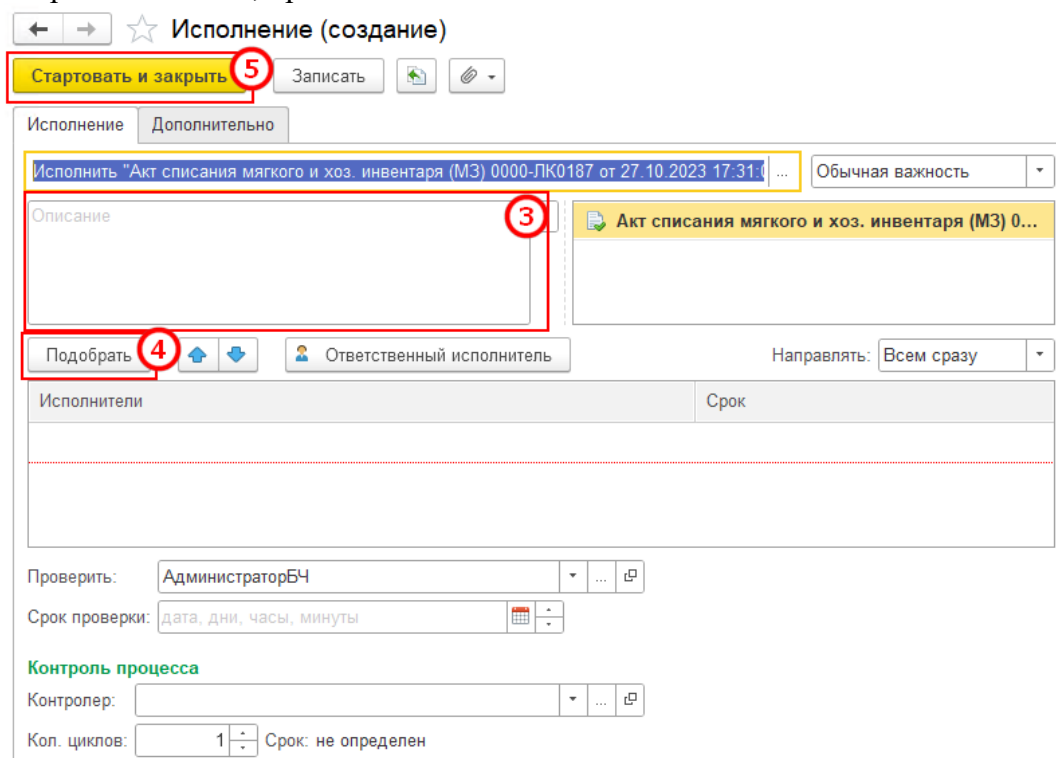 Исполнение (создание)
Стартовать и закрыть 5 Записать
Исполнение Дополнительно
Исполнить "Акт списания мягкого и хоз. инвентаря (МЗ) 0000-ЛК0187 от 27.10.2023 17:31:0 ... Обычная важность
Описание 3 Акт списания мягкого и хоз. инвентаря (МЗ) 0...
Подобрать 4 Ответственный исполнитель Направлять: Всем сразу
Исполнители Срок
Проверить: АдминистраторБЧ ...
Срок проверки: дата, дни, часы, минуты
Контроль процесса
Контролер: ...
Кол. циклов: 1 Срок: не определен